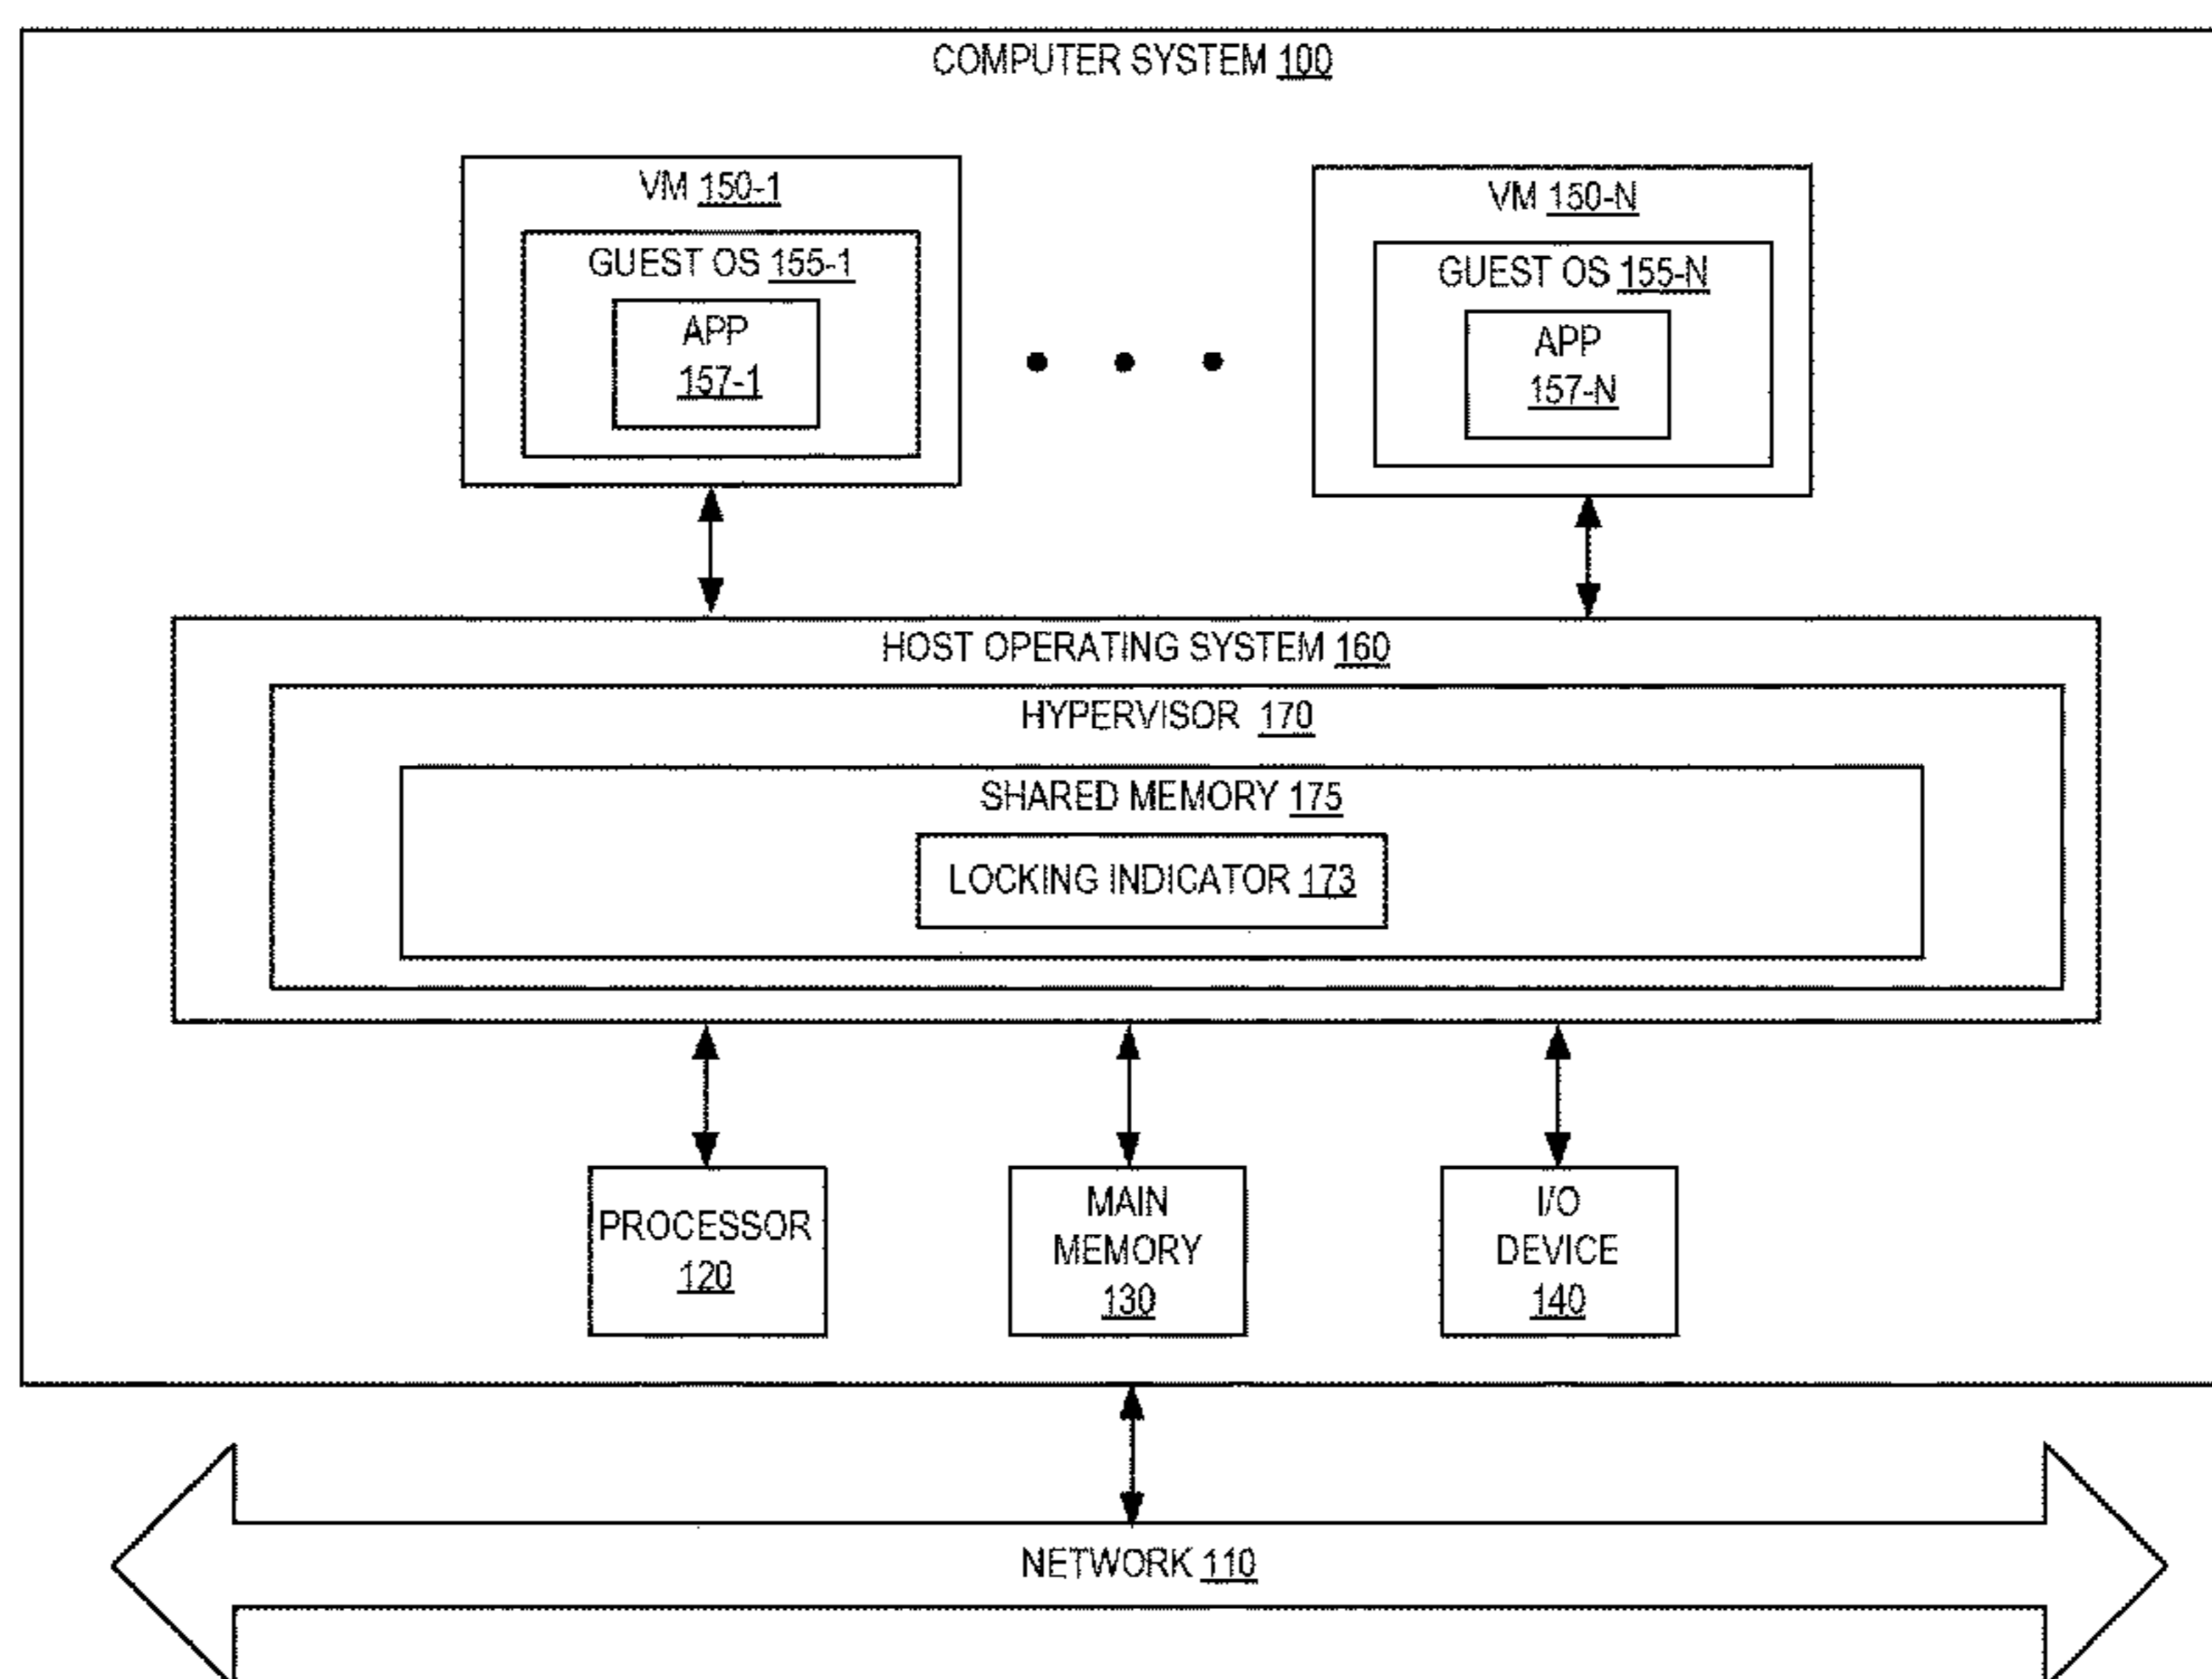 COMPUTER SYSTEM 100
VM 150-1
GUEST OS 155-1
APP
157-1
VM 150-N
GUEST OS 155-N
APP
157-N
HOST OPERATING SYSTEM 160
HYPERVISOR 170
SHARED MEMORY 175
LOCKING INDICATOR 173
PROCESSOR
120
MAIN
MEMORY
130
I/O
DEVICE
140
NETWORK 110